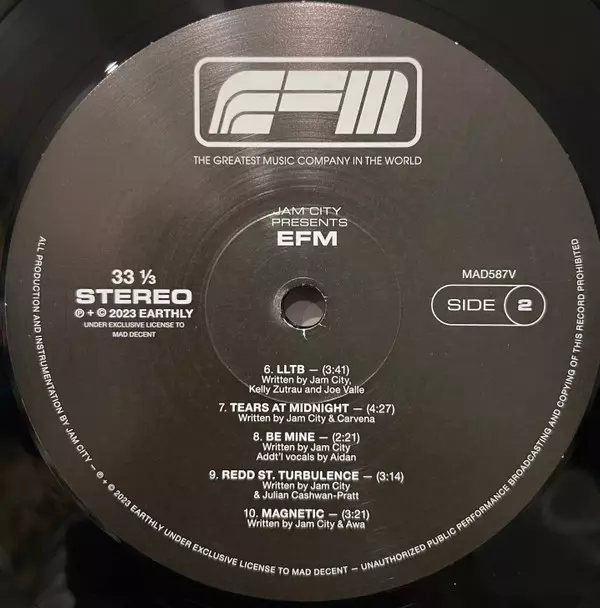 EFM
THE GREATEST MUSIC COMPANY IN THE WORLD
JAM CITY
PRESENTS
EFM
33 ⅓
STEREO
℗ + © 2023 EARTHLY
UNDER EXCLUSIVE LICENSE TO
MAD DECENT
MAD587V
SIDE 2
6. LLTB — (3:41)
Written by Jam City,
Kelly Zutrau and Joe Valle
7. TEARS AT MIDNIGHT — (4:27)
Written by Jam City & Carvena
8. BE MINE — (2:21)
Written by Jam City
Addt'l vocals by Aidan
9. REDD ST. TURBULENCE — (3:14)
Written by Jam City
& Julian Cashwan-Pratt
10. MAGNETIC — (3:21)
Written by Jam City & Awa
ALL PRODUCTION AND INSTRUMENTATION BY JAM CITY — ℗ + © 2023 EARTHLY UNDER EXCLUSIVE LICENSE TO MAD DECENT — UNAUTHORIZED PUBLIC PERFORMANCE BROADCASTING AND COPYING OF THIS RECORD PROHIBITED